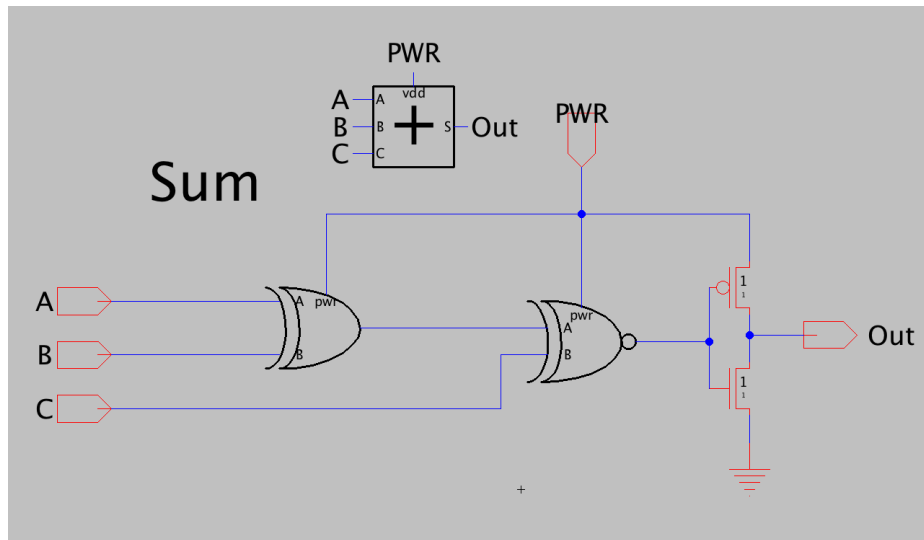 PWR
vdd
A A
B B S Out
C C
PWR
Sum
A A pwr
B B
C
pwr
A
B
1
1
Out
1
1